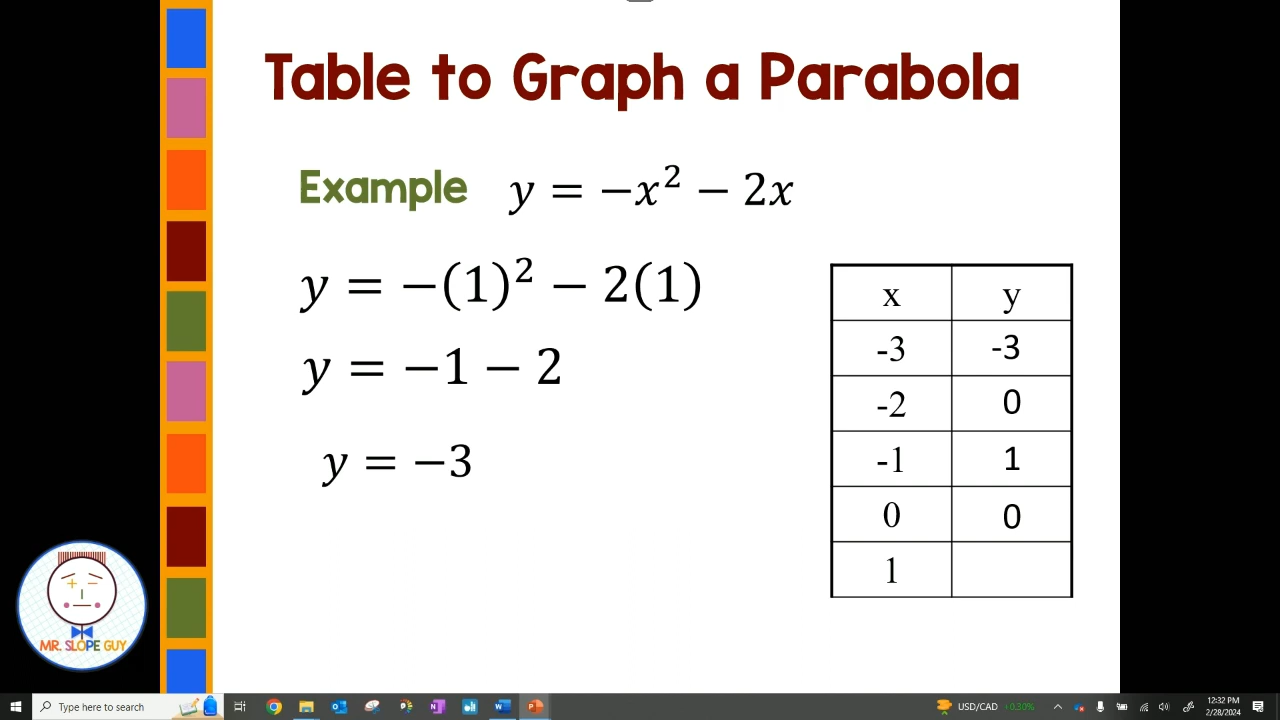 Table to Graph a Parabola
Example y = −x² − 2x
y = −(1)² − 2(1)
y = −1 − 2
y = −3
x y
-3 -3
-2 0
-1 1
0 0
1
MR. SLOPE GUY
Type here to search
USD/CAD +0.30%
12:32 PM
2/28/2024